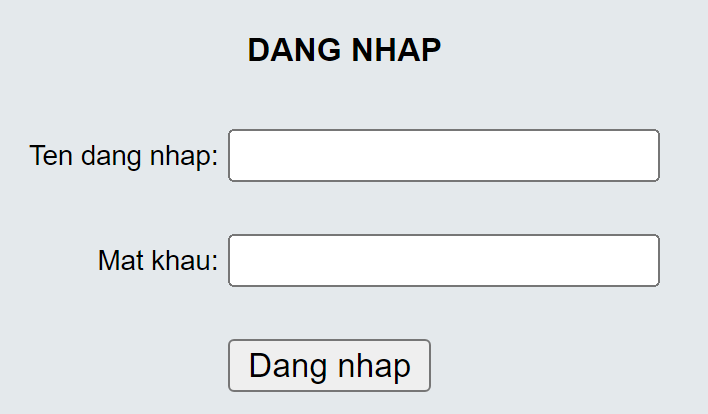 DANG NHAP
Ten dang nhap:
Mat khau:
Dang nhap